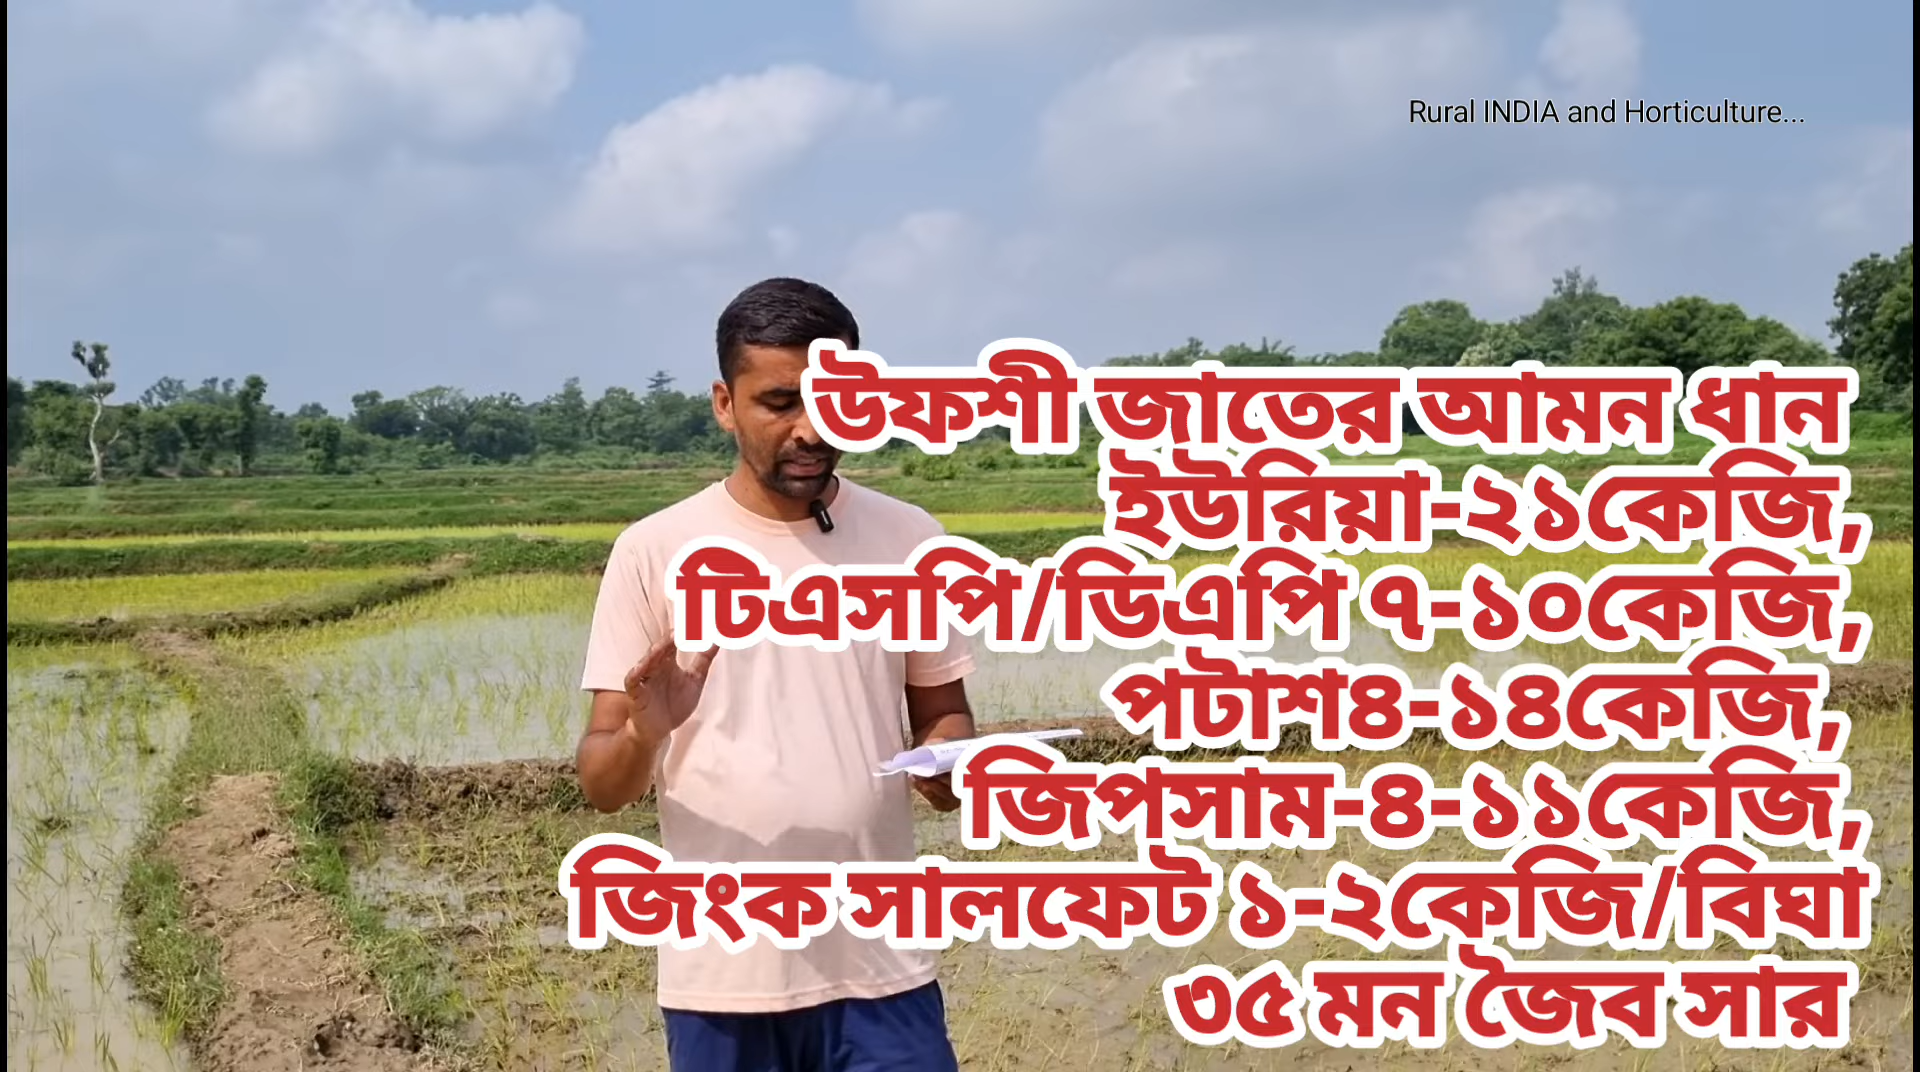 Rural INDIA and Horticulture...
উফশী জাতের আমন ধান
ইউরিয়া-২১কেজি,
টিএসপি/ডিএপি ৭-১০কেজি,
পটাশ৪-১৪কেজি,
জিপসাম-৪-১১কেজি,
জিংক সালফেট ১-২কেজি/বিঘা
৩৫ মন জৈব সার